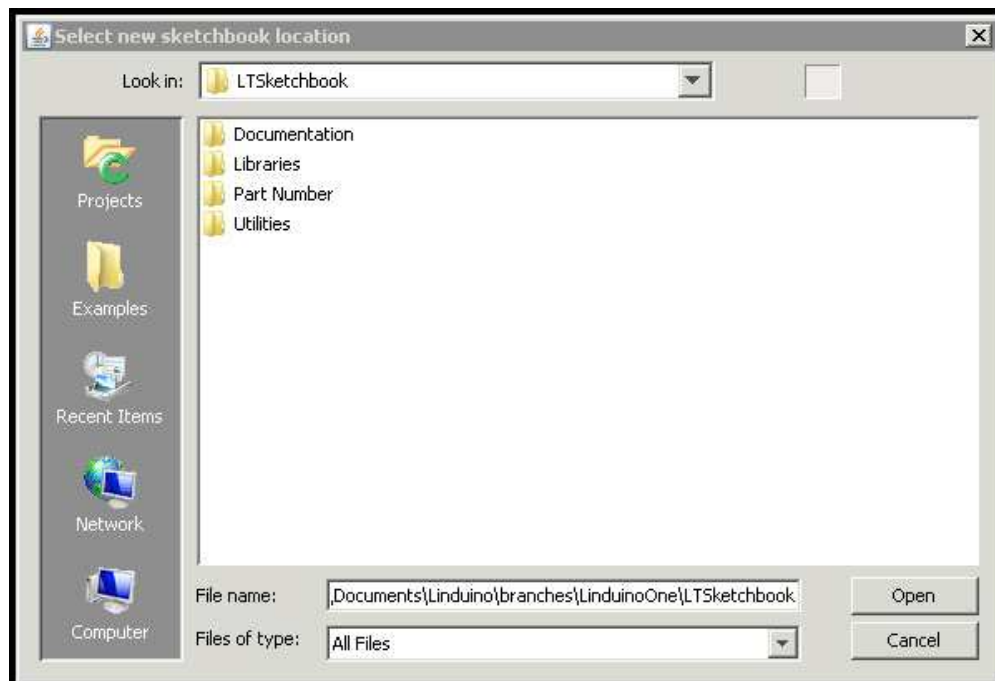 Select new sketchbook location
Look in: LTSketchbook
Documentation
Libraries
Part Number
Utilities
Projects
Examples
Recent Items
Network
Computer
File name: ,Documents\Linduino\branches\LinduinoOne\LTSketchbook Open
Files of type: All Files Cancel